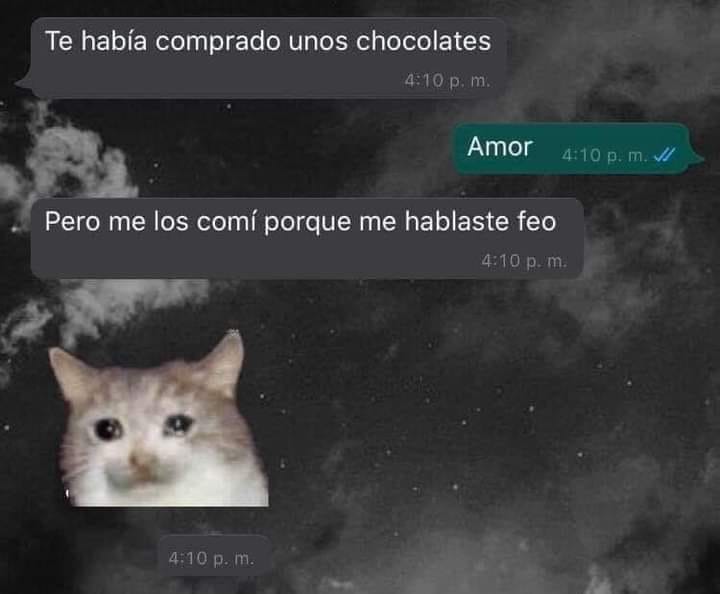 Te había comprado unos chocolates
4:10 p. m.
Amor 4:10 p. m.
Pero me los comí porque me hablaste feo
4:10 p. m.
4:10 p. m.